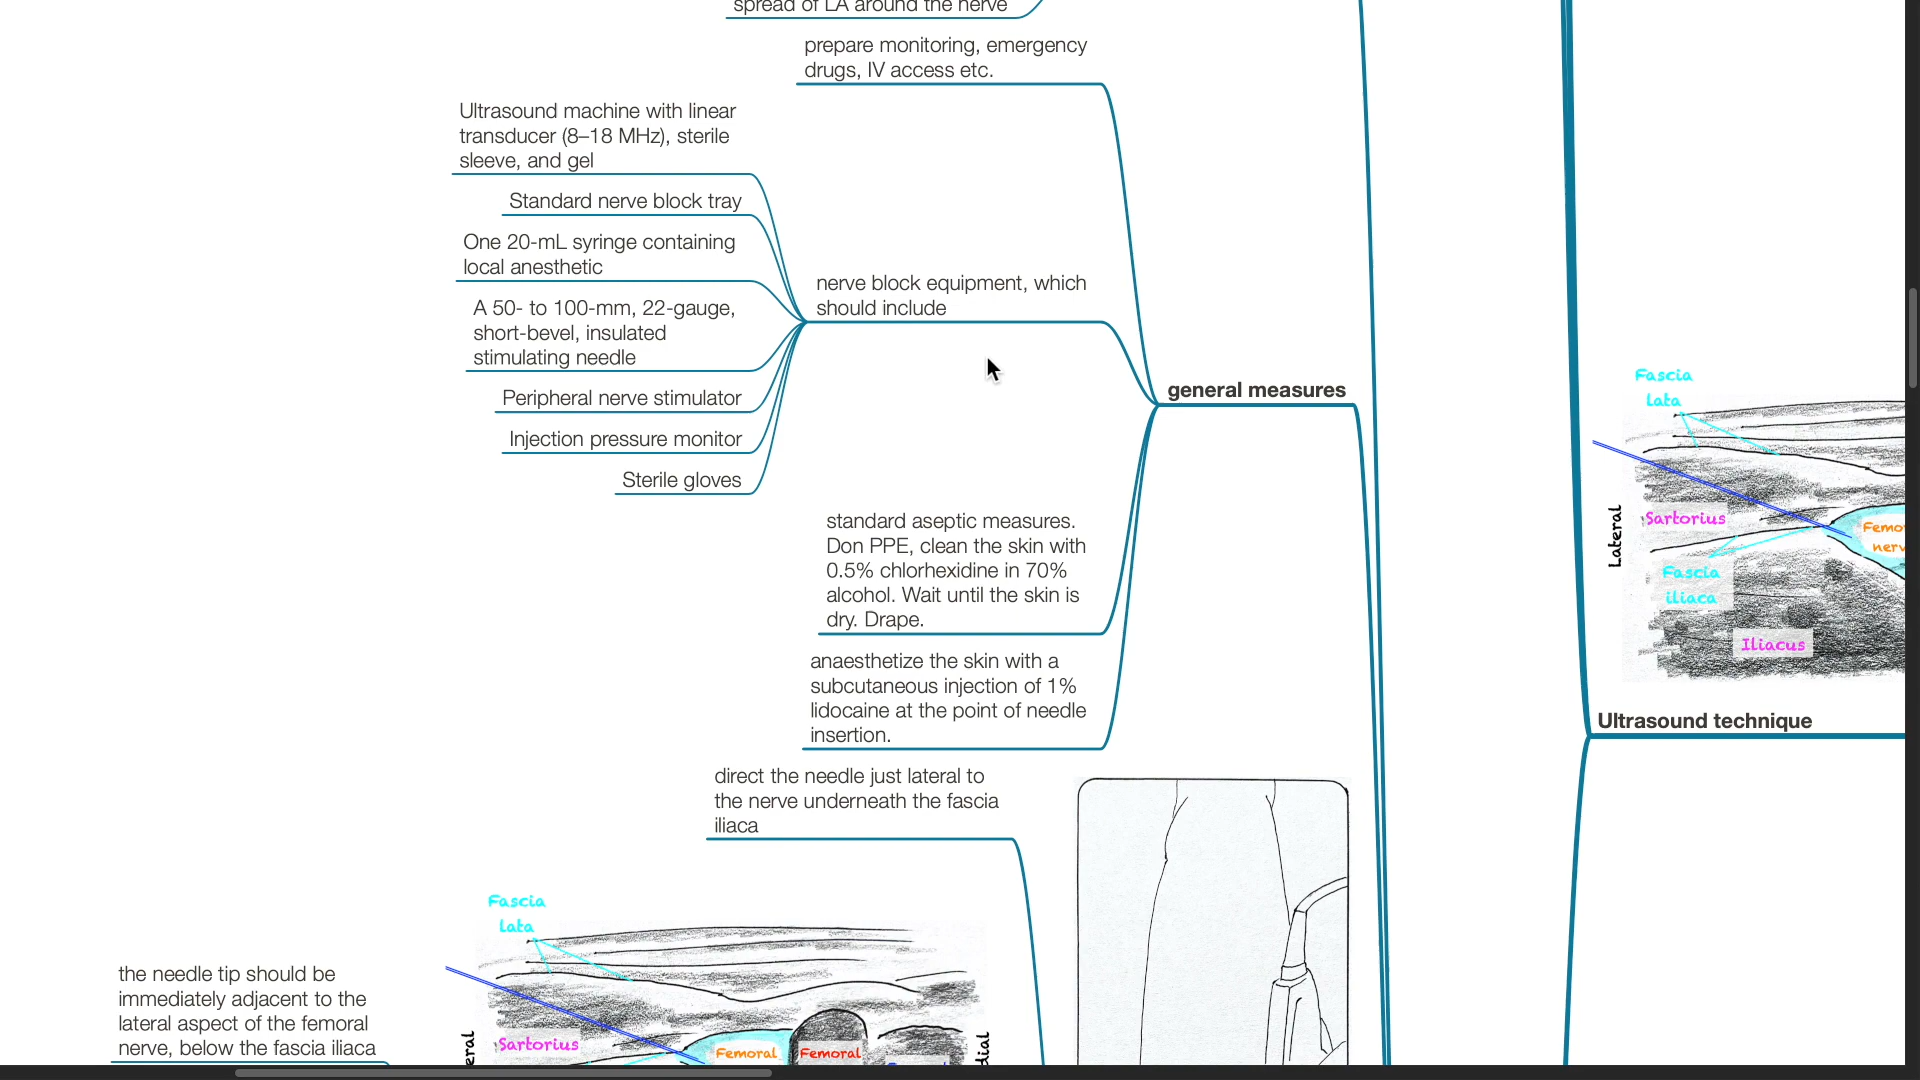 spread of LA around the nerve
prepare monitoring, emergency
drugs, IV access etc.
Ultrasound machine with linear
transducer (8–18 MHz), sterile
sleeve, and gel
Standard nerve block tray
One 20-mL syringe containing
local anesthetic
A 50- to 100-mm, 22-gauge,
short-bevel, insulated
stimulating needle
Peripheral nerve stimulator
Injection pressure monitor
Sterile gloves
nerve block equipment, which
should include
general measures
standard aseptic measures.
Don PPE, clean the skin with
0.5% chlorhexidine in 70%
alcohol. Wait until the skin is
dry. Drape.
anaesthetize the skin with a
subcutaneous injection of 1%
lidocaine at the point of needle
insertion.
Fascia
lata
Lateral
Sartorius
Femo
nerv
Fascia
iliaca
Iliacus
Ultrasound technique
direct the needle just lateral to
the nerve underneath the fascia
iliaca
Fascia
lata
the needle tip should be
immediately adjacent to the
lateral aspect of the femoral
nerve, below the fascia iliaca
eral
Sartorius
Femoral
Femoral
dial